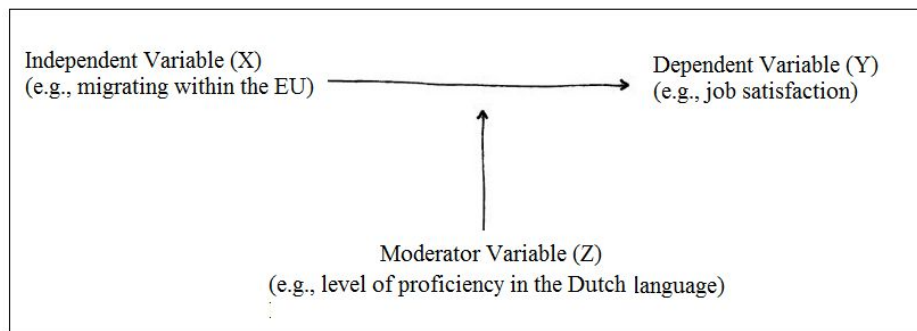 Independent Variable (X)
(e.g., migrating within the EU)
Dependent Variable (Y)
(e.g., job satisfaction)
Moderator Variable (Z)
(e.g., level of proficiency in the Dutch language)